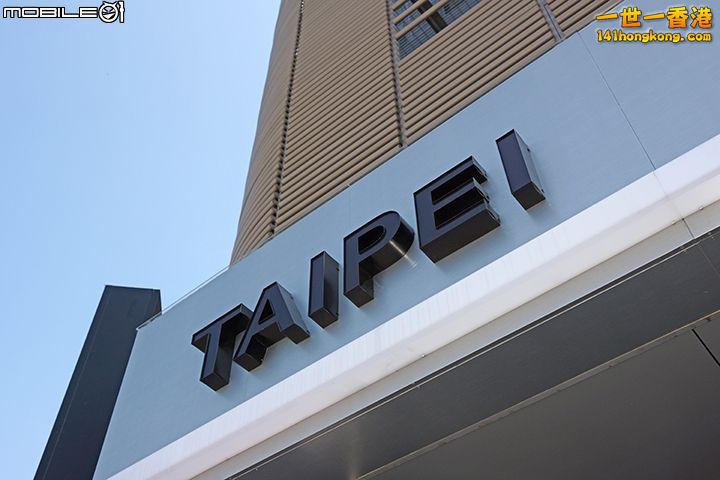 MOBILE01
一世一香港
141hongkong.com
TAIPEI